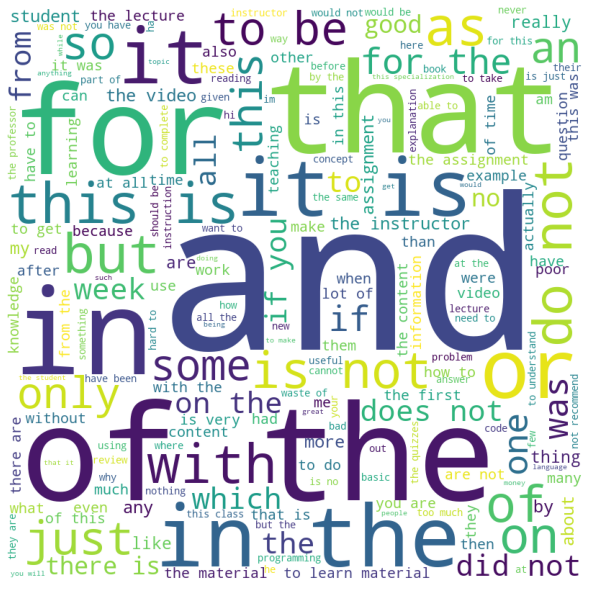 student the lecture was not you have instructor would not would be never
from so it to be good as an really
also these way other here for this book their
it was reading before by the this specialization to take is just this was
for that
can the video part of given im for the in this am
have to learning the professor to complete hi is explanation able to of time question
at all time all this teaching concept assignment the assignment example
this is it is to the same get would no actually
to get because should be instruction want to make the instructor than do not
my read but are if you when were have poor
after work doing lot of if at the video
knowledge week use how them lecture
such all the being new information need to
in and or
from the something hard to some is not to make useful cannot the content how to problem answer to understand not recommend
the student have been with the waste of me great your the first few
only on the does not one was
without is very had bad code thing
there are using content more out the quizzes language
that it review where to do basic are not many
of with the
why nothing is no money
what much even any which you are they by about
they are of this this class that is people too much then
just like but the programming of on
there is the in the did not
you will the material he to learn material at